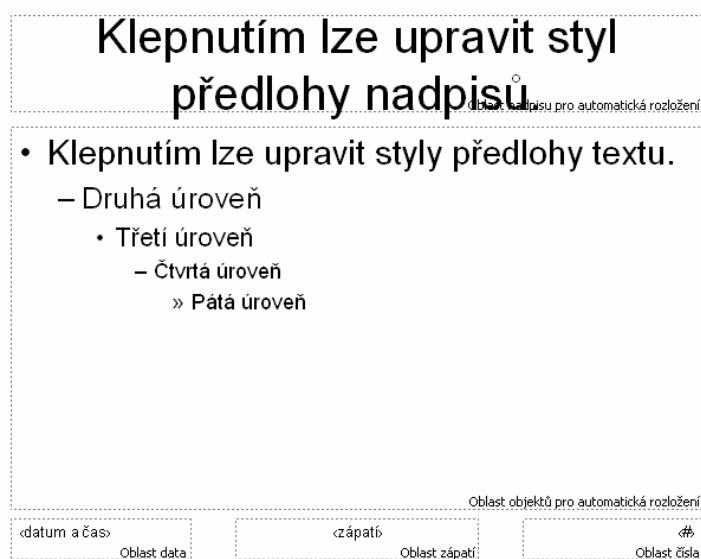 Klepnutím lze upravit styl
předlohy nadpisů.
Oblast nadpisu pro automatická rozložení
• Klepnutím lze upravit styly předlohy textu.
– Druhá úroveň
• Třetí úroveň
– Čtvrtá úroveň
» Pátá úroveň
Oblast objektů pro automatická rozložení
‹datum a čas›
Oblast data
‹zápatí›
Oblast zápatí
‹#›
Oblast čísla